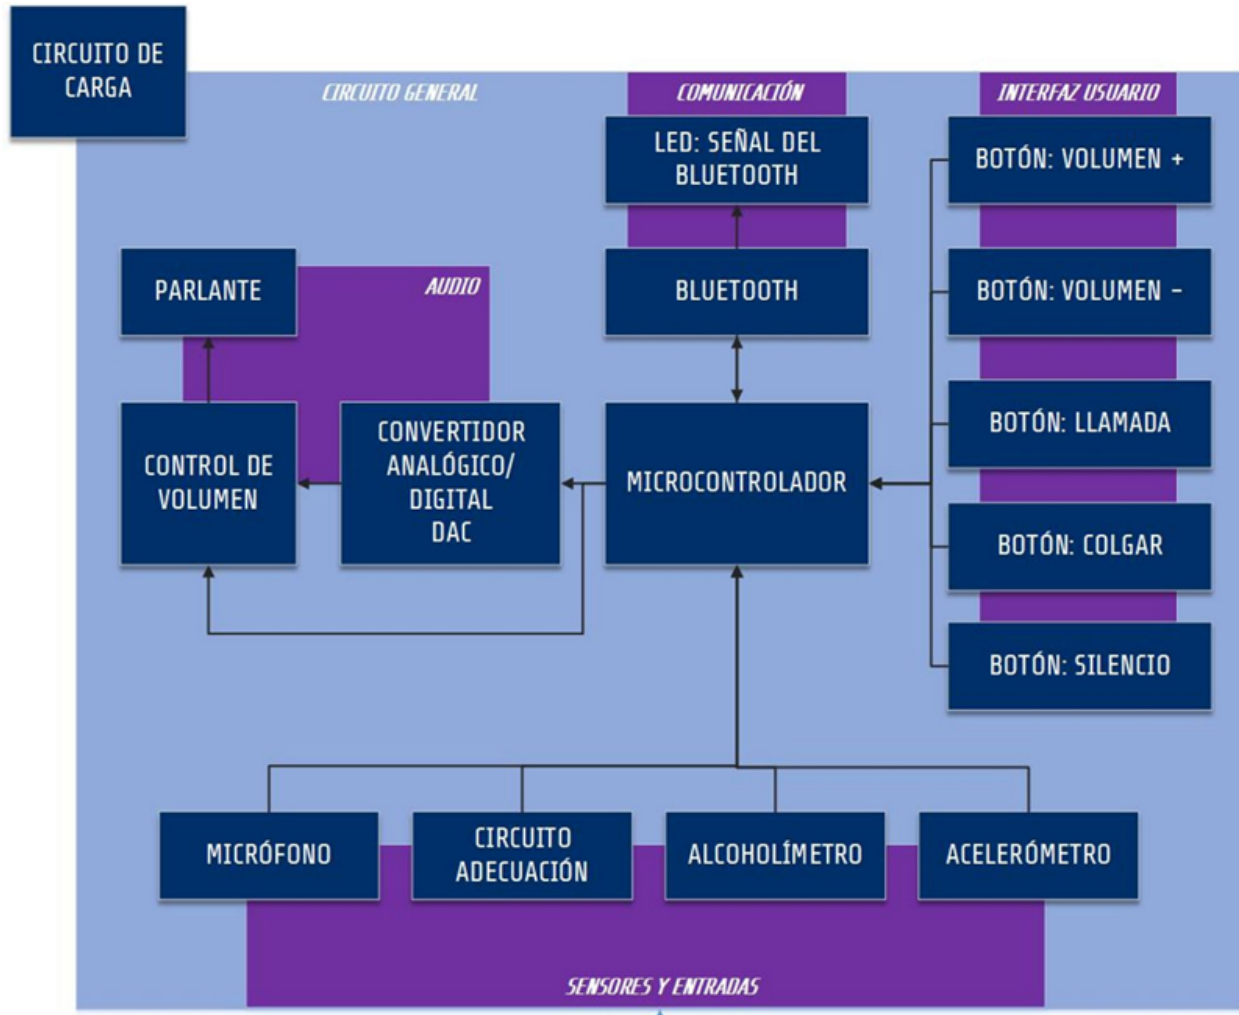 CIRCUITO DE
CARGA
CIRCUITO GENERAL
COMUNICACIÓN
INTERFAZ USUARIO
LED: SEÑAL DEL
BLUETOOTH
BOTÓN: VOLUMEN +
PARLANTE
AUDIO
BLUETOOTH
BOTÓN: VOLUMEN -
CONTROL DE
VOLUMEN
CONVERTIDOR
ANALÓGICO/
DIGITAL
DAC
MICROCONTROLADOR
BOTÓN: LLAMADA
BOTÓN: COLGAR
BOTÓN: SILENCIO
MICRÓFONO
CIRCUITO
ADECUACIÓN
ALCOHOLÍMETRO
ACELERÓMETRO
SENSORES Y ENTRADAS